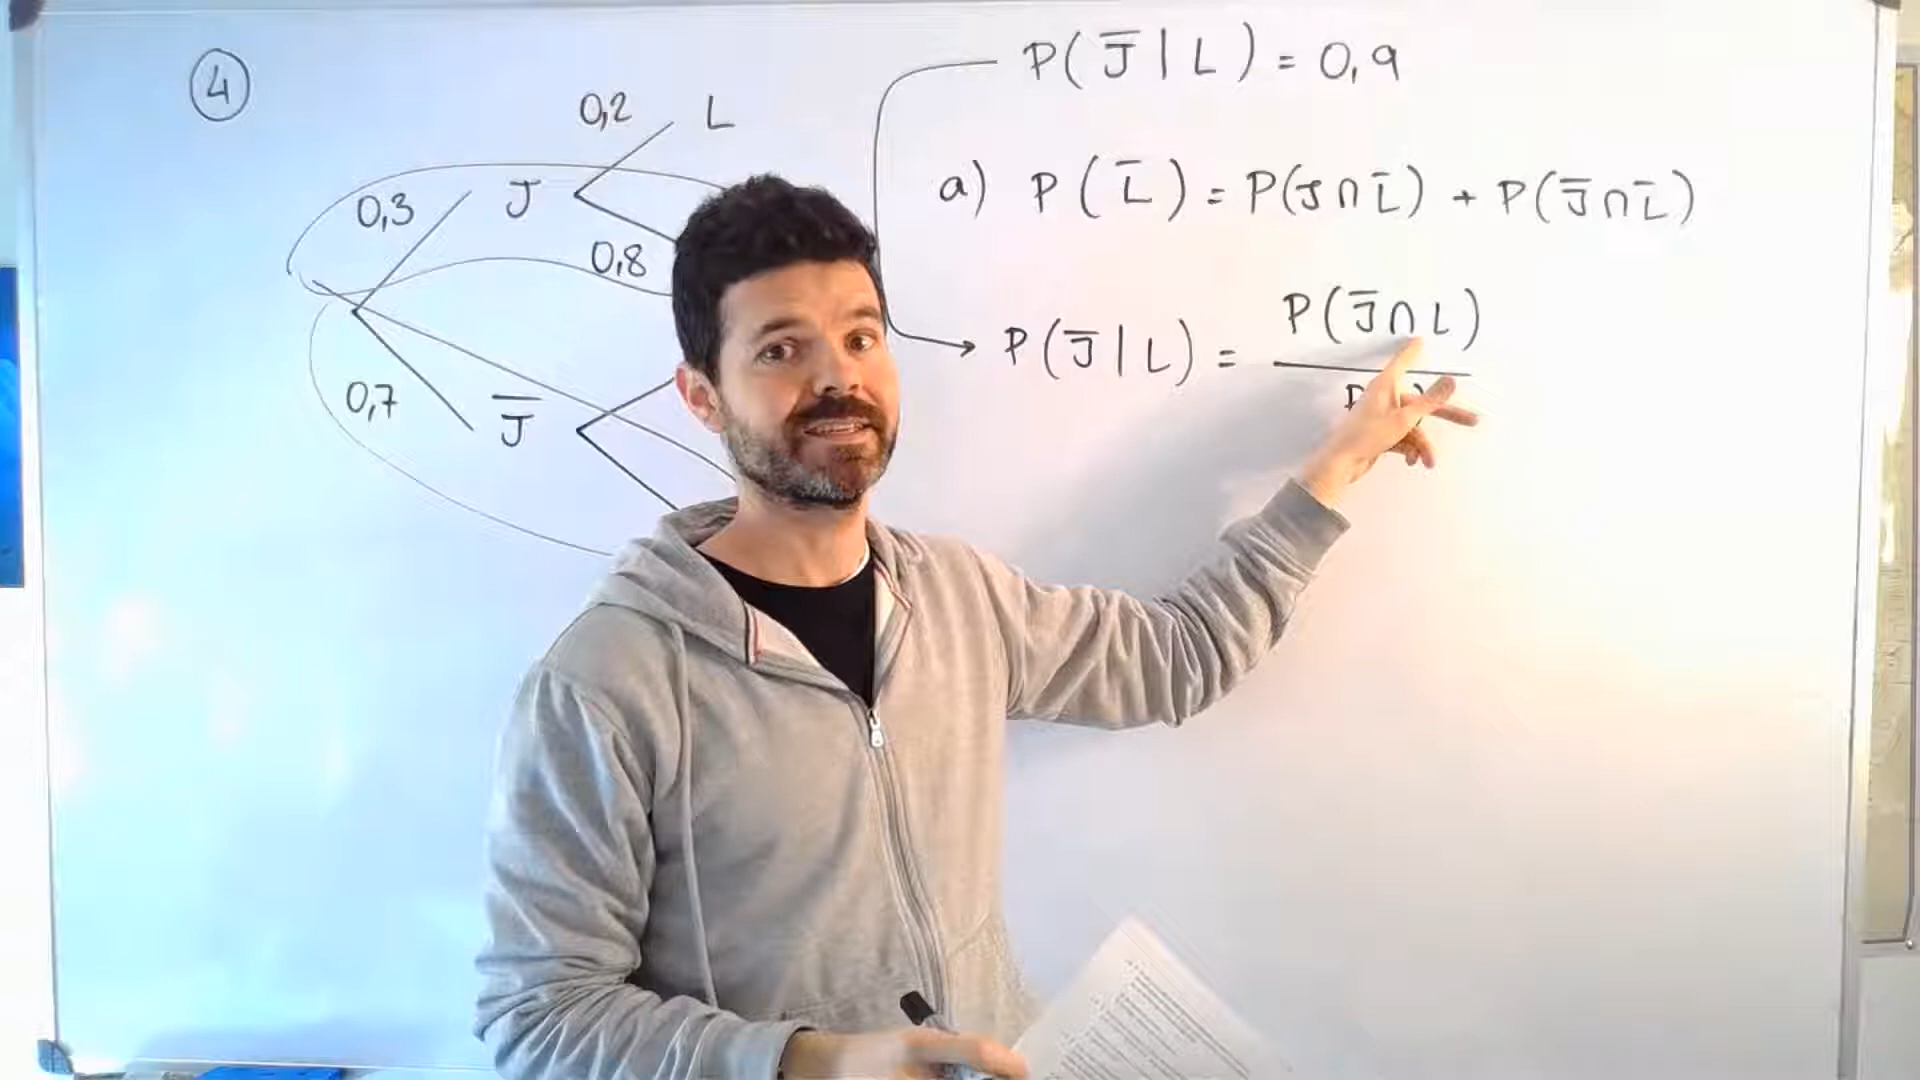 ④
P(J̅ | L) = 0,9
0,2 L
a) P(L̅) = P(J∩L̅) + P(J̅∩L̅)
0,3 J
0,8
P(J̅ | L) = P(J̅∩L)
0,7 J̅